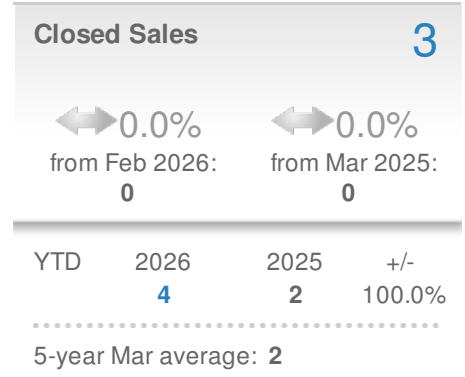 Closed Sales 3
0.0% 0.0%
from Feb 2026: from Mar 2025:
0 0
YTD 2026 2025 +/-
4 2 100.0%
5-year Mar average: 2